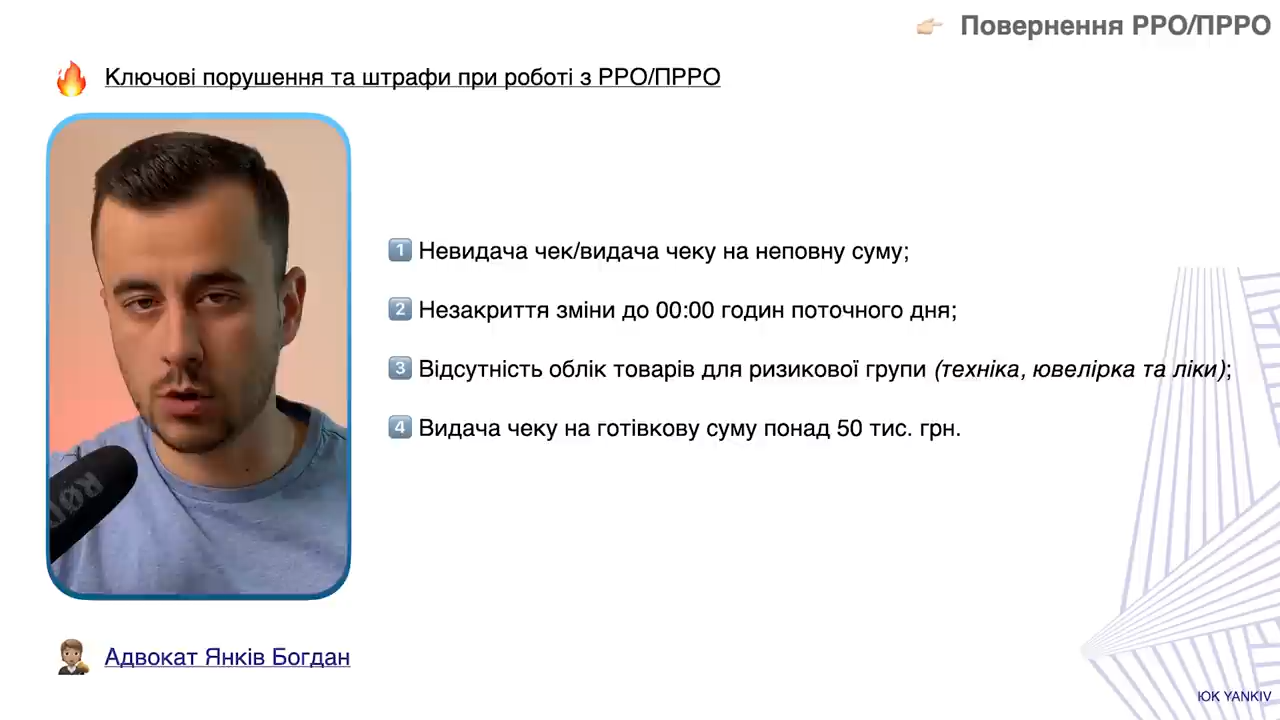 👉🏻 Повернення РРО/ПРРО
🔥 Ключові порушення та штрафи при роботі з РРО/ПРРО
1️⃣ Невидача чек/видача чеку на неповну суму;
2️⃣ Незакриття зміни до 00:00 годин поточного дня;
3️⃣ Відсутність облік товарів для ризикової групи (техніка, ювелірка та ліки);
4️⃣ Видача чеку на готівкову суму понад 50 тис. грн.
RØD
Адвокат Янків Богдан
ЮК YANKIV